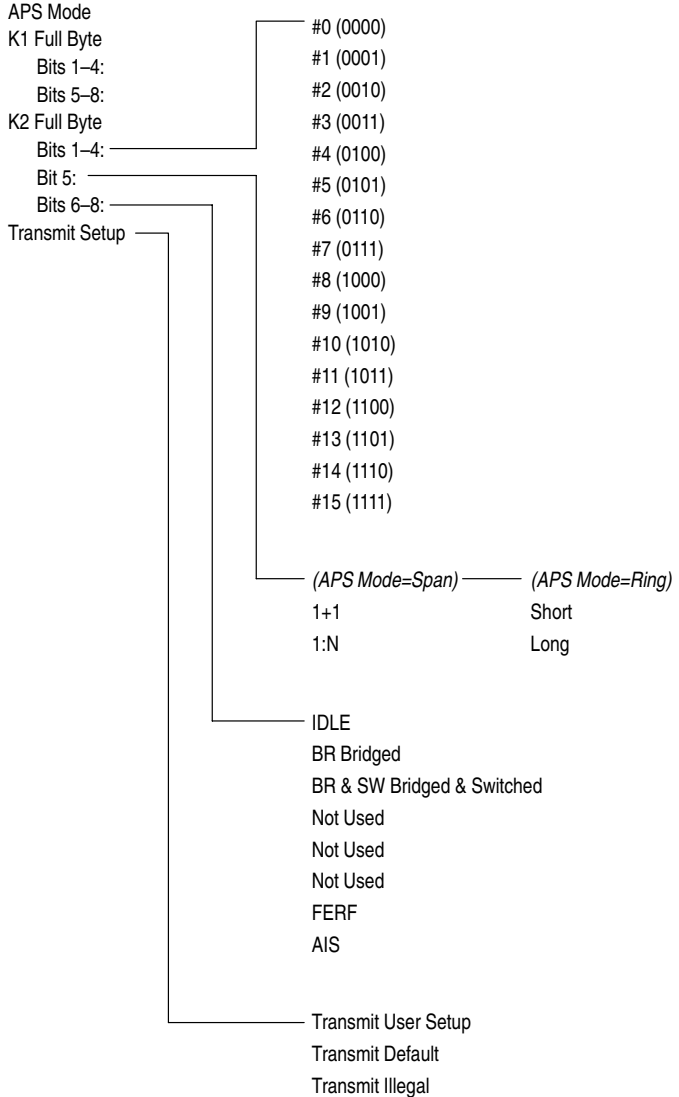 APS Mode
K1 Full Byte
Bits 1–4:
Bits 5–8:
K2 Full Byte
Bits 1–4:
Bit 5:
Bits 6–8:
Transmit Setup
#0 (0000)
#1 (0001)
#2 (0010)
#3 (0011)
#4 (0100)
#5 (0101)
#6 (0110)
#7 (0111)
#8 (1000)
#9 (1001)
#10 (1010)
#11 (1011)
#12 (1100)
#13 (1101)
#14 (1110)
#15 (1111)
(APS Mode=Span) (APS Mode=Ring)
1+1 Short
1:N Long
IDLE
BR Bridged
BR & SW Bridged & Switched
Not Used
Not Used
Not Used
FERF
AIS
Transmit User Setup
Transmit Default
Transmit Illegal